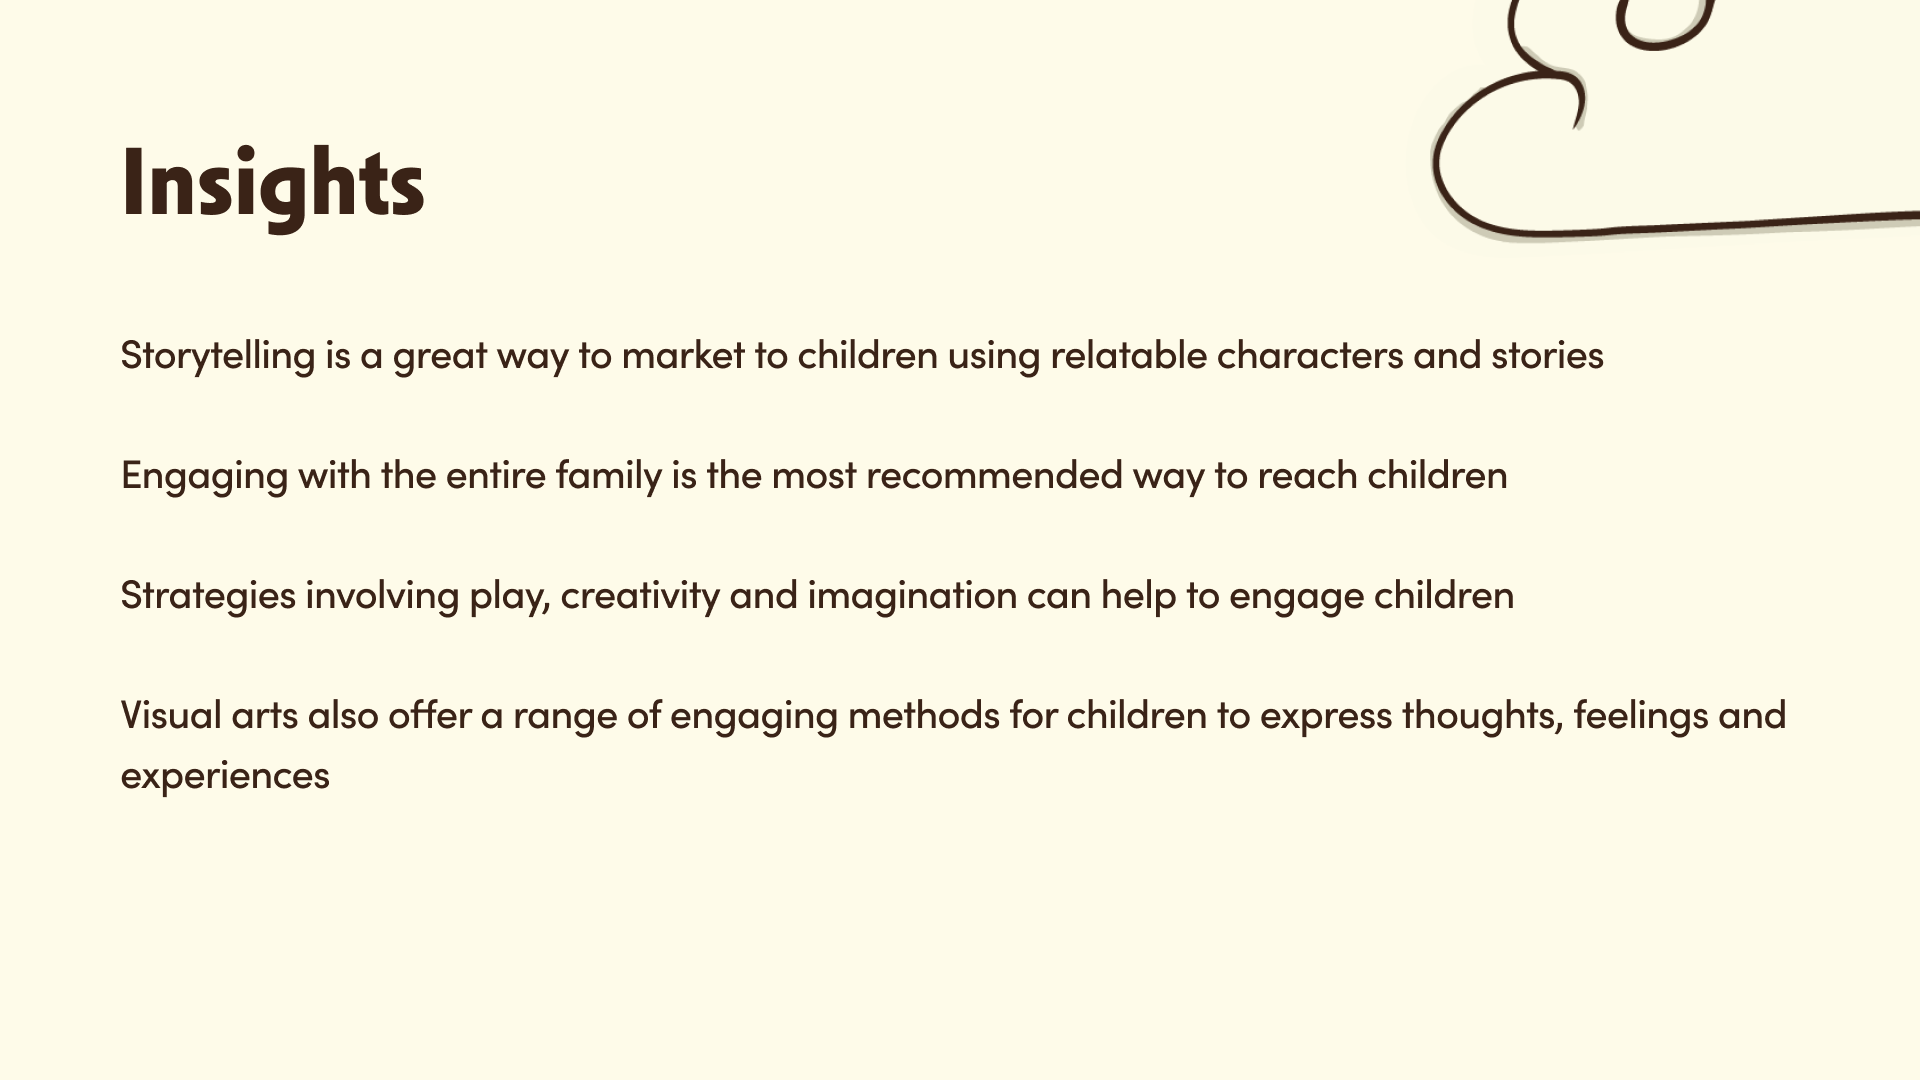 Insights
Storytelling is a great way to market to children using relatable characters and stories
Engaging with the entire family is the most recommended way to reach children
Strategies involving play, creativity and imagination can help to engage children
Visual arts also offer a range of engaging methods for children to express thoughts, feelings and
experiences